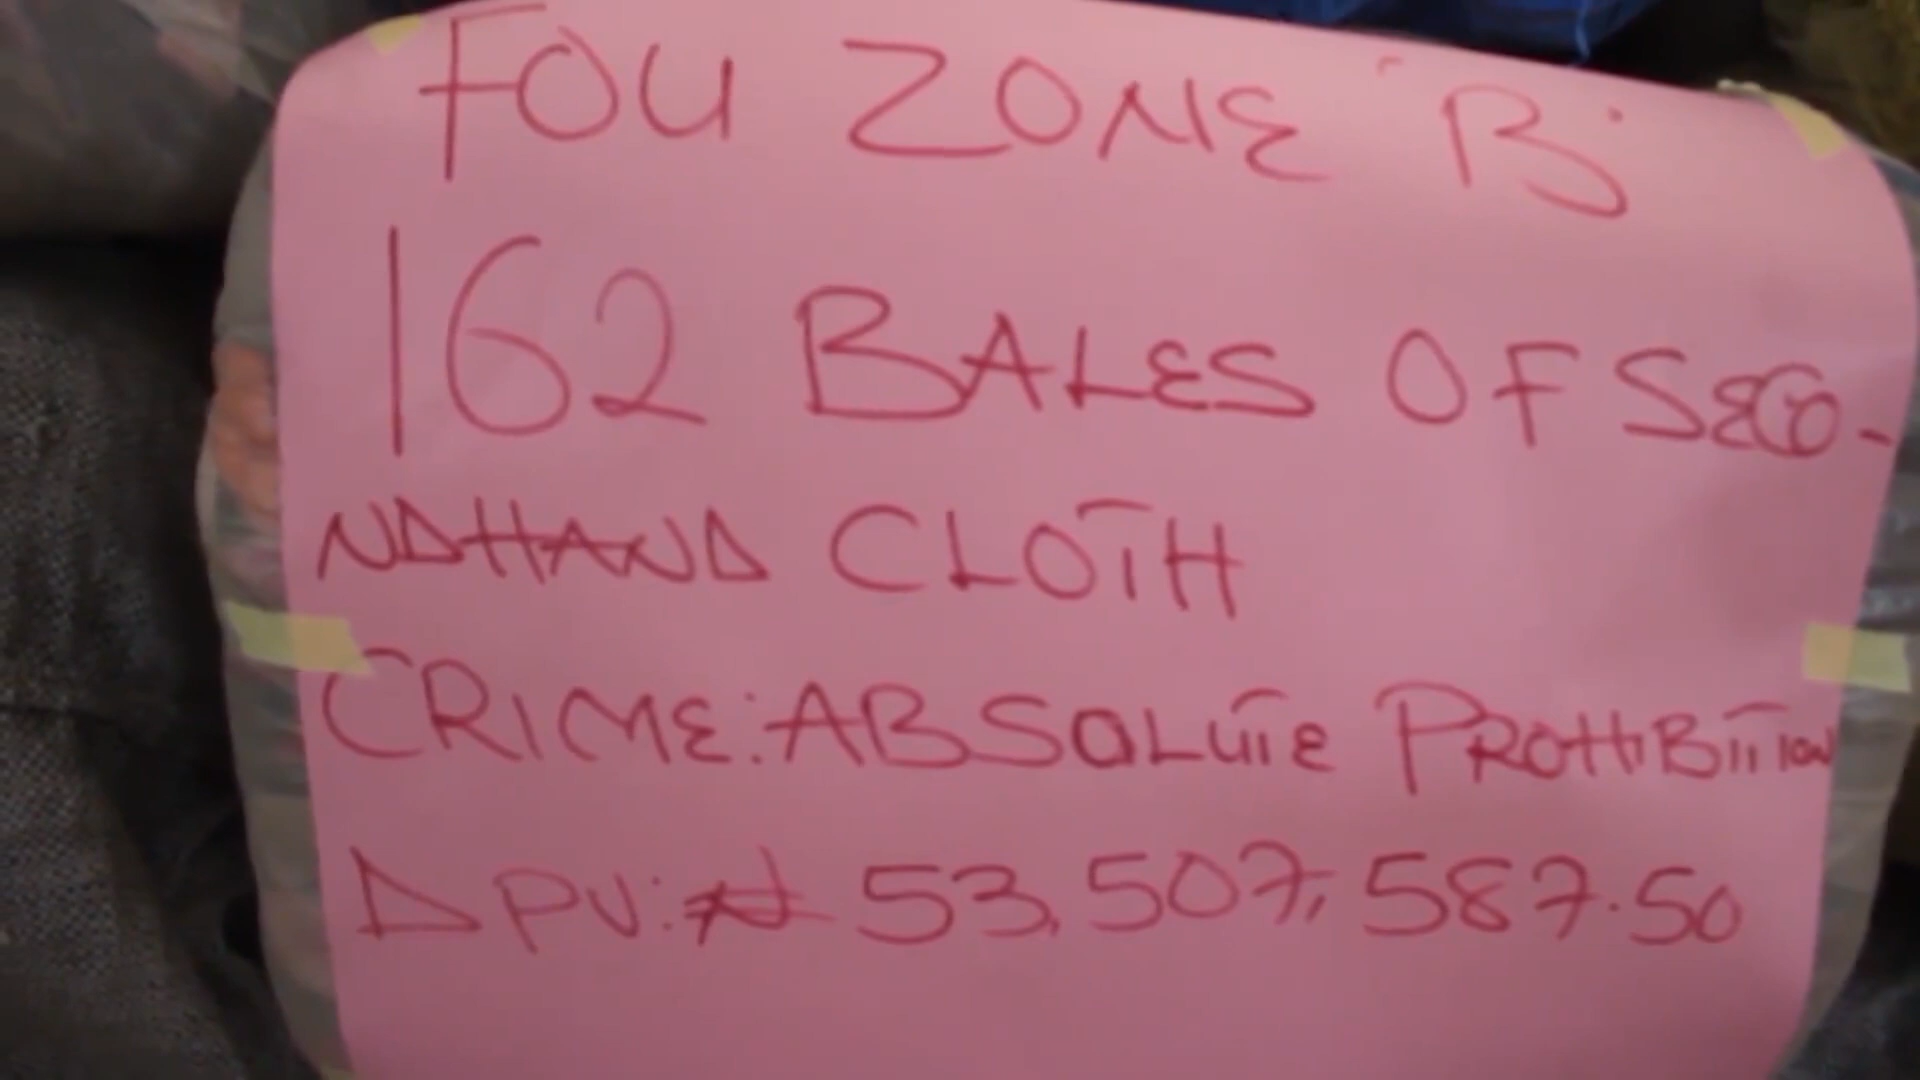 FOU ZONE 'B'
162 BALES OF SECO-
NDHAND CLOTH
CRIME: ABSOLUTE PROHIBITION
DPV: ₦ 53,507,587.50